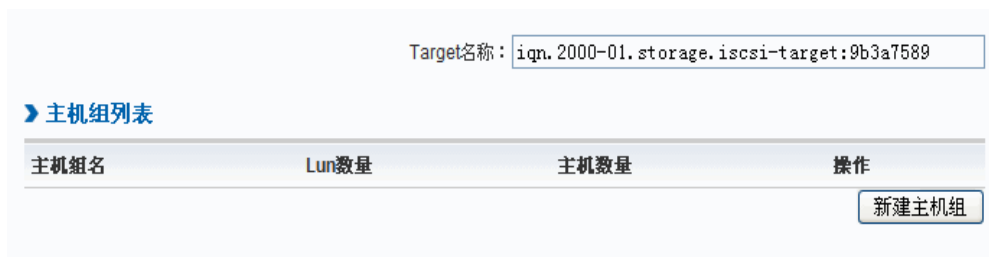 Target名称：iqn.2000-01.storage.iscsi-target:9b3a7589
主机组列表
主机组名 Lun数量 主机数量 操作
新建主机组